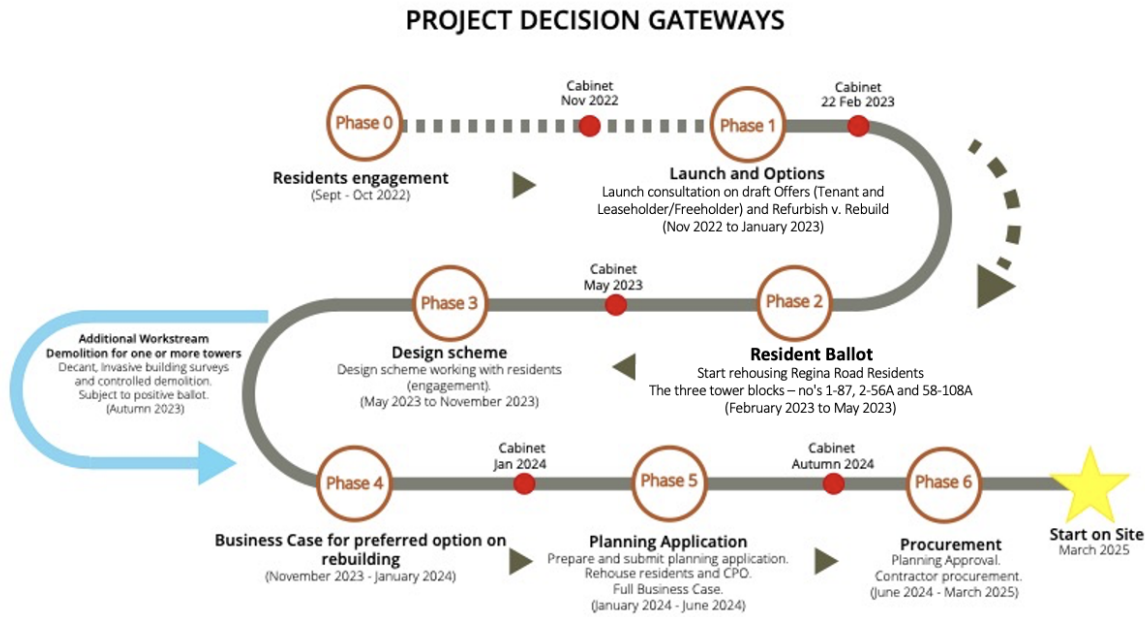 PROJECT DECISION GATEWAYS
Phase 0
Cabinet
Nov 2022
Phase 1
Cabinet
22 Feb 2023
Residents engagement
(Sept - Oct 2022)
Launch and Options
Launch consultation on draft Offers (Tenant and
Leaseholder/Freeholder) and Refurbish v. Rebuild
(Nov 2022 to January 2023)
Phase 2
Resident Ballot
Start rehousing Regina Road Residents
The three tower blocks – no's 1-87, 2-56A and 58-108A
(February 2023 to May 2023)
Cabinet
May 2023
Phase 3
Design scheme
Design scheme working with residents
(engagement).
(May 2023 to November 2023)
Additional Workstream
Demolition for one or more towers
Decant, Invasive building surveys
and controlled demolition.
Subject to positive ballot.
(Autumn 2023)
Phase 4
Business Case for preferred option on
rebuilding
(November 2023 - January 2024)
Cabinet
Jan 2024
Phase 5
Planning Application
Prepare and submit planning application.
Rehouse residents and CPO.
Full Business Case.
(January 2024 - June 2024)
Cabinet
Autumn 2024
Phase 6
Procurement
Planning Approval.
Contractor procurement.
(June 2024 - March 2025)
Start on Site
March 2025